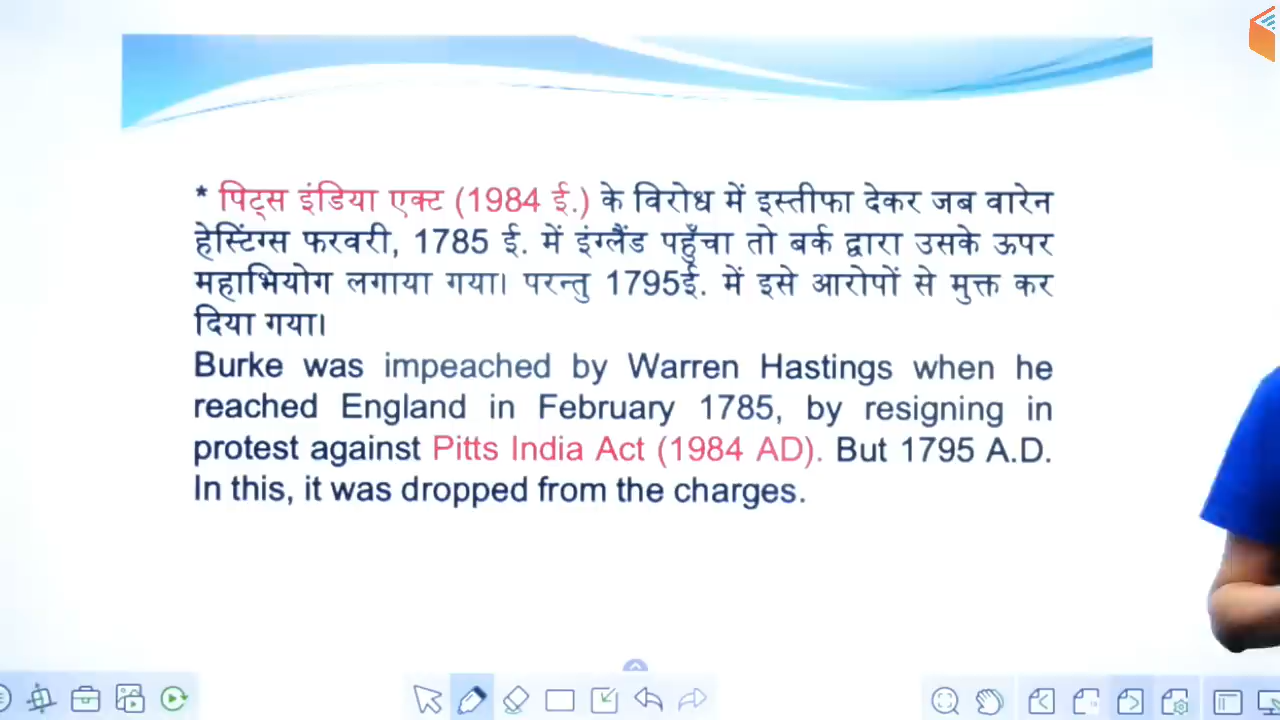 * पिट्स इंडिया एक्ट (1984 ई.) के विरोध में इस्तीफा देकर जब वारेन
हेस्टिंग्स फरवरी, 1785 ई. में इंग्लैंड पहुँचा तो बर्क द्वारा उसके ऊपर
महाभियोग लगाया गया। परन्तु 1795ई. में इसे आरोपों से मुक्त कर
दिया गया।
Burke was impeached by Warren Hastings when he
reached England in February 1785, by resigning in
protest against Pitts India Act (1984 AD). But 1795 A.D.
In this, it was dropped from the charges.